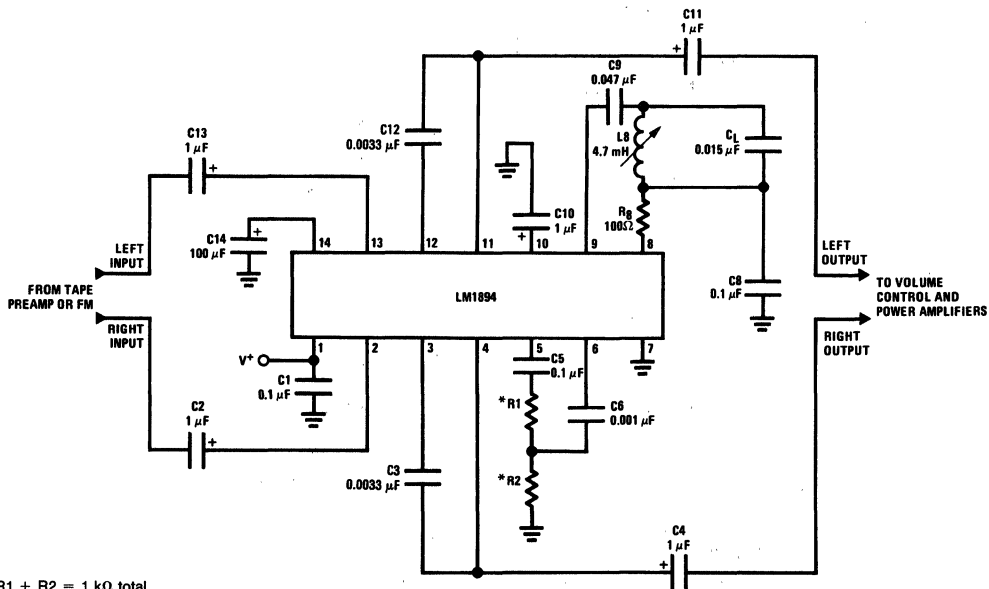 C11
1 μF
+
C9
0.047 μF
C12
0.0033 μF
L8
4.7 mH
CL
0.015 μF
C13
1 μF
+
C10
1 μF
+
R8
100Ω
C14
100 μF
+
14 13 12 11 10 9 8
LEFT
INPUT
FROM TAPE
PREAMP OR FM
RIGHT
INPUT
LM1894
C8
0.1 μF
LEFT
OUTPUT
TO VOLUME
CONTROL AND
POWER AMPLIFIERS
RIGHT
OUTPUT
1 2 3 4 5 6 7
V+
C1
0.1 μF
C5
0.1 μF
*R1
C6
0.001 μF
C2
1 μF
+
C3
0.0033 μF
*R2
C4
1 μF
+
R1 + R2 = 1 kΩ total